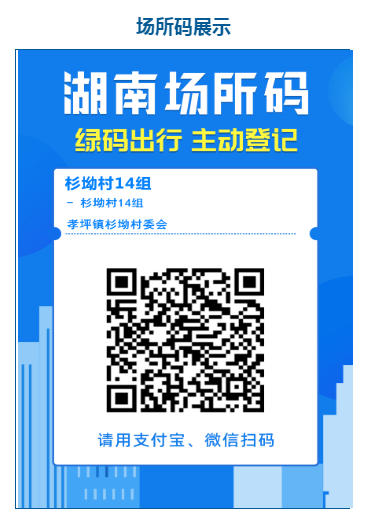 场所码展示
湖南场所码
绿码出行 主动登记
杉坳村14组
- 杉坳村14组
孝坪镇杉坳村委会
请用支付宝、微信扫码